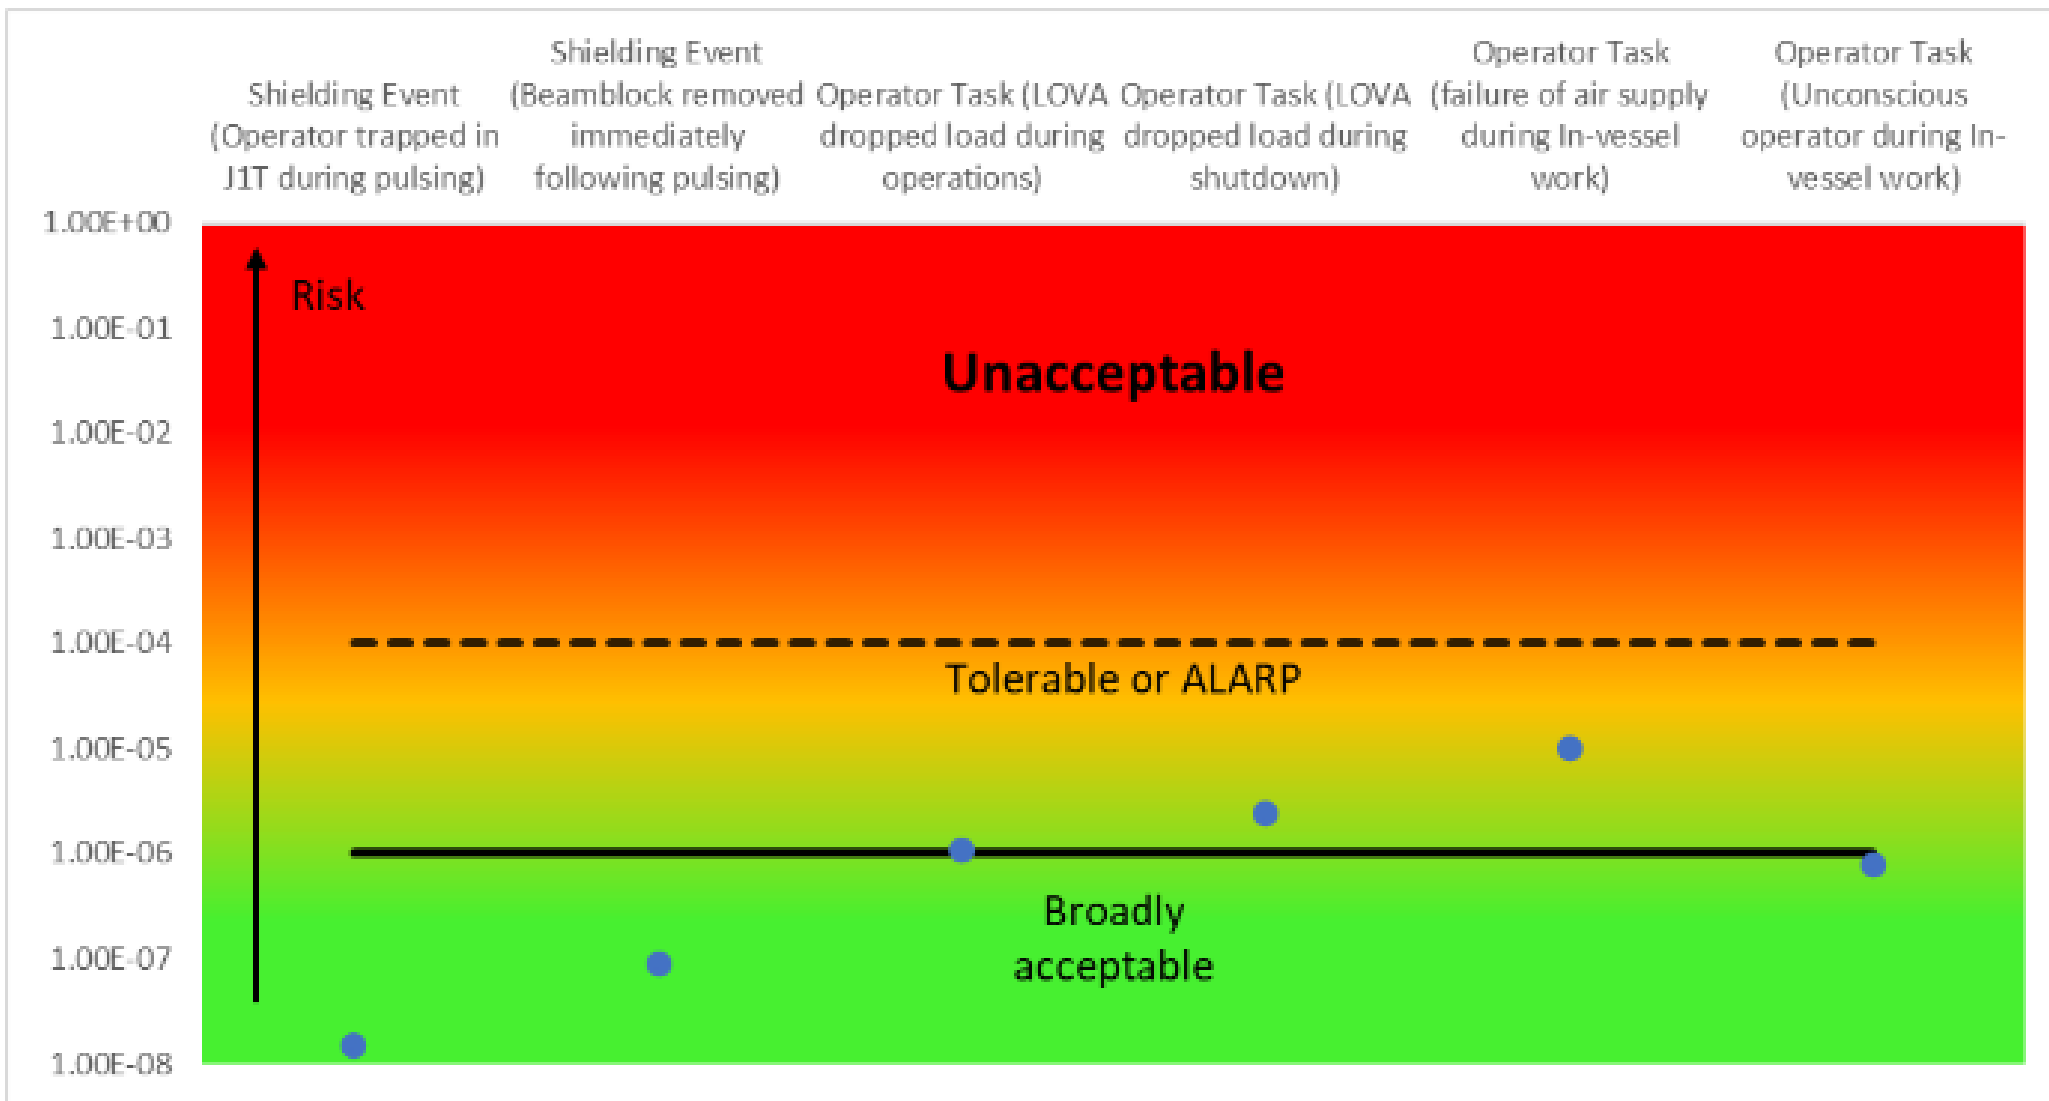 Shielding Event
(Operator trapped in
J1T during pulsing)
Shielding Event
(Beamblock removed
immediately
following pulsing)
Operator Task (LOVA
dropped load during
operations)
Operator Task (LOVA
dropped load during
shutdown)
Operator Task
(failure of air supply
during In-vessel
work)
Operator Task
(Unconscious
operator during In-
vessel work)
1.00E+00
1.00E-01
1.00E-02
1.00E-03
1.00E-04
1.00E-05
1.00E-06
1.00E-07
1.00E-08
Risk
Unacceptable
Tolerable or ALARP
Broadly
acceptable